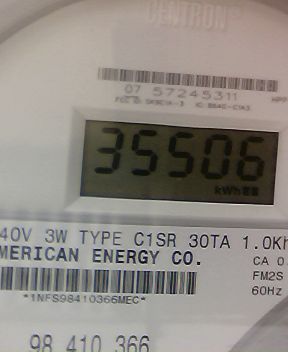 CENTRON®
07 57245311
35506
kWh
40V 3W TYPE C1SR 30TA 1.0Kh
MERICAN ENERGY CO.
CA 0.
FM2S
60Hz
*1NFS98410366MEC*
98 410 366